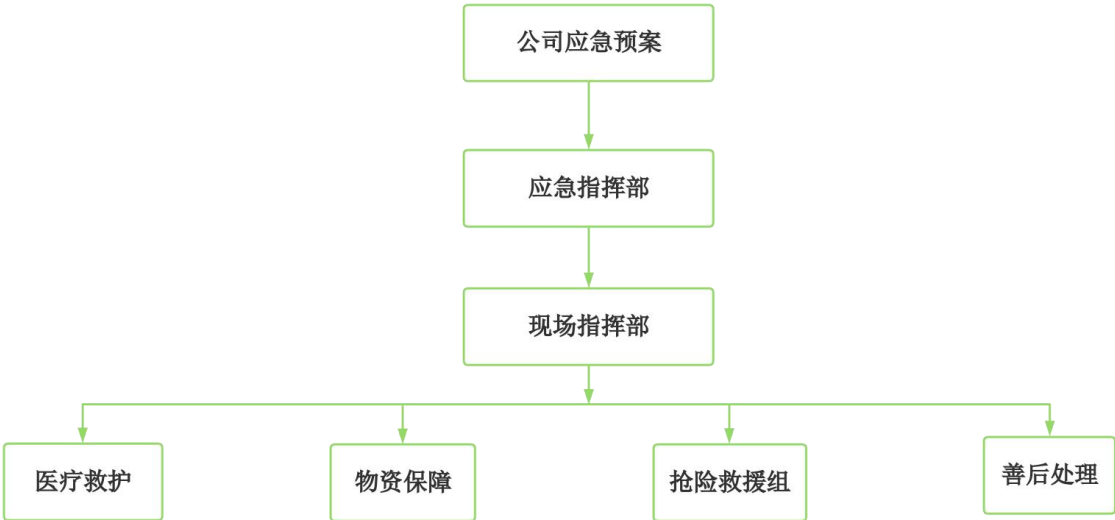 公司应急预案
应急指挥部
现场指挥部
医疗救护
物资保障
抢险救援组
善后处理